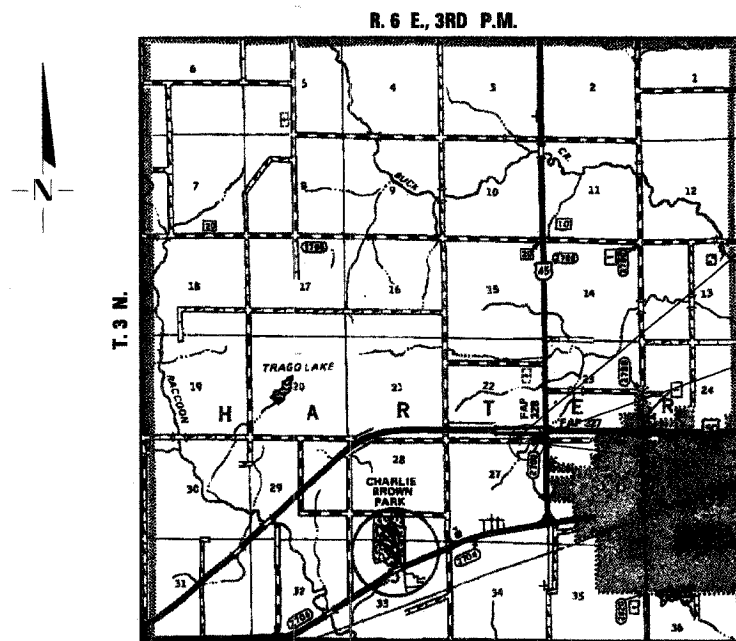 R. 6 E., 3RD P.M.
6 5 4 3 2 1
CR.
7 8 9 BUCK 10 11 12
N
45
18 17 16 15 14 13
T. 3 N.
TRAGO LAKE
RACCOON
19 20 21 22 23 24
H A R T E R
FAP 327
FAP 328
30 29 28 27
CHARLIE
BROWN
PARK
31 32 33 34 35 36